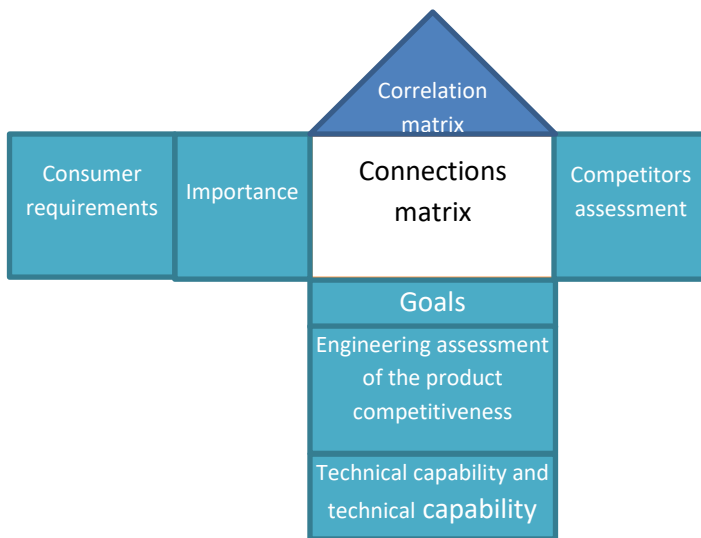 Correlation
matrix
Consumer
requirements
Importance
Connections
matrix
Competitors
assessment
Goals
Engineering assessment
of the product
competitiveness
Technical capability and
technical capability